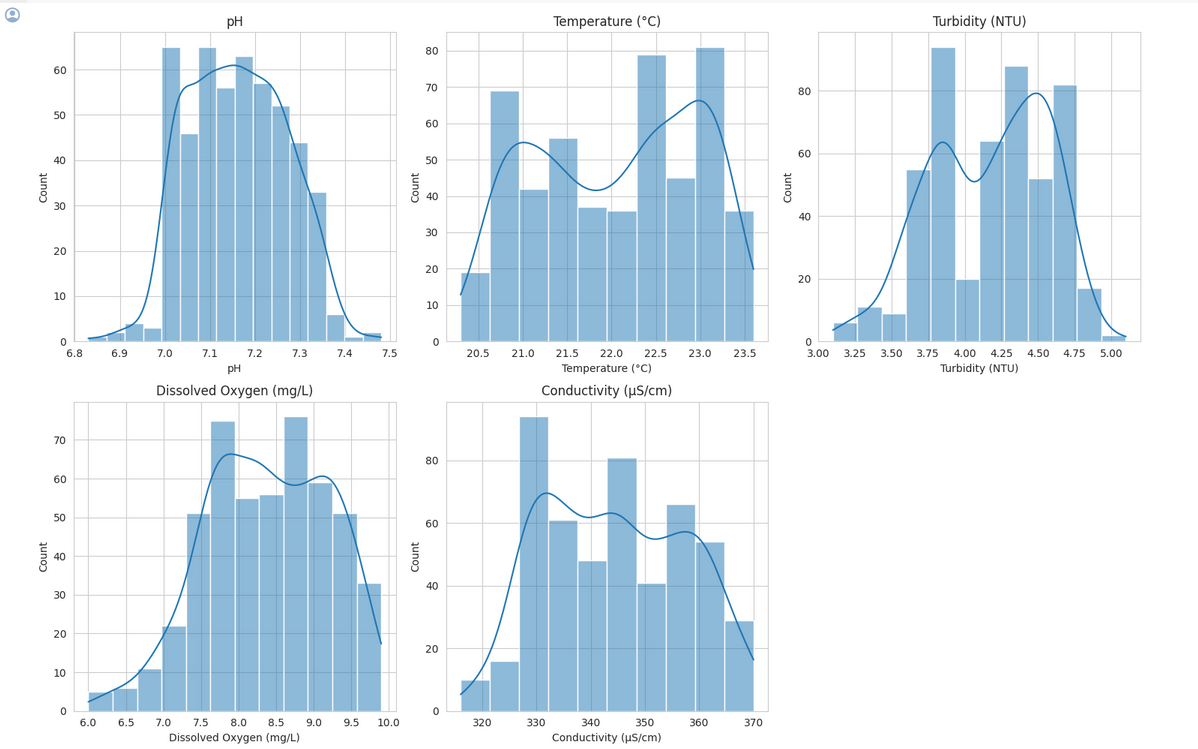 pH
Temperature (°C)
Turbidity (NTU)
Count
60
50
40
30
20
10
0
6.8 6.9 7.0 7.1 7.2 7.3 7.4 7.5
pH
Count
80
70
60
50
40
30
20
10
0
20.5 21.0 21.5 22.0 22.5 23.0 23.5
Temperature (°C)
Count
80
60
40
20
0
3.00 3.25 3.50 3.75 4.00 4.25 4.50 4.75 5.00
Turbidity (NTU)
Dissolved Oxygen (mg/L)
Conductivity (µS/cm)
Count
70
60
50
40
30
20
10
0
6.0 6.5 7.0 7.5 8.0 8.5 9.0 9.5 10.0
Dissolved Oxygen (mg/L)
Count
80
60
40
20
0
320 330 340 350 360 370
Conductivity (µS/cm)